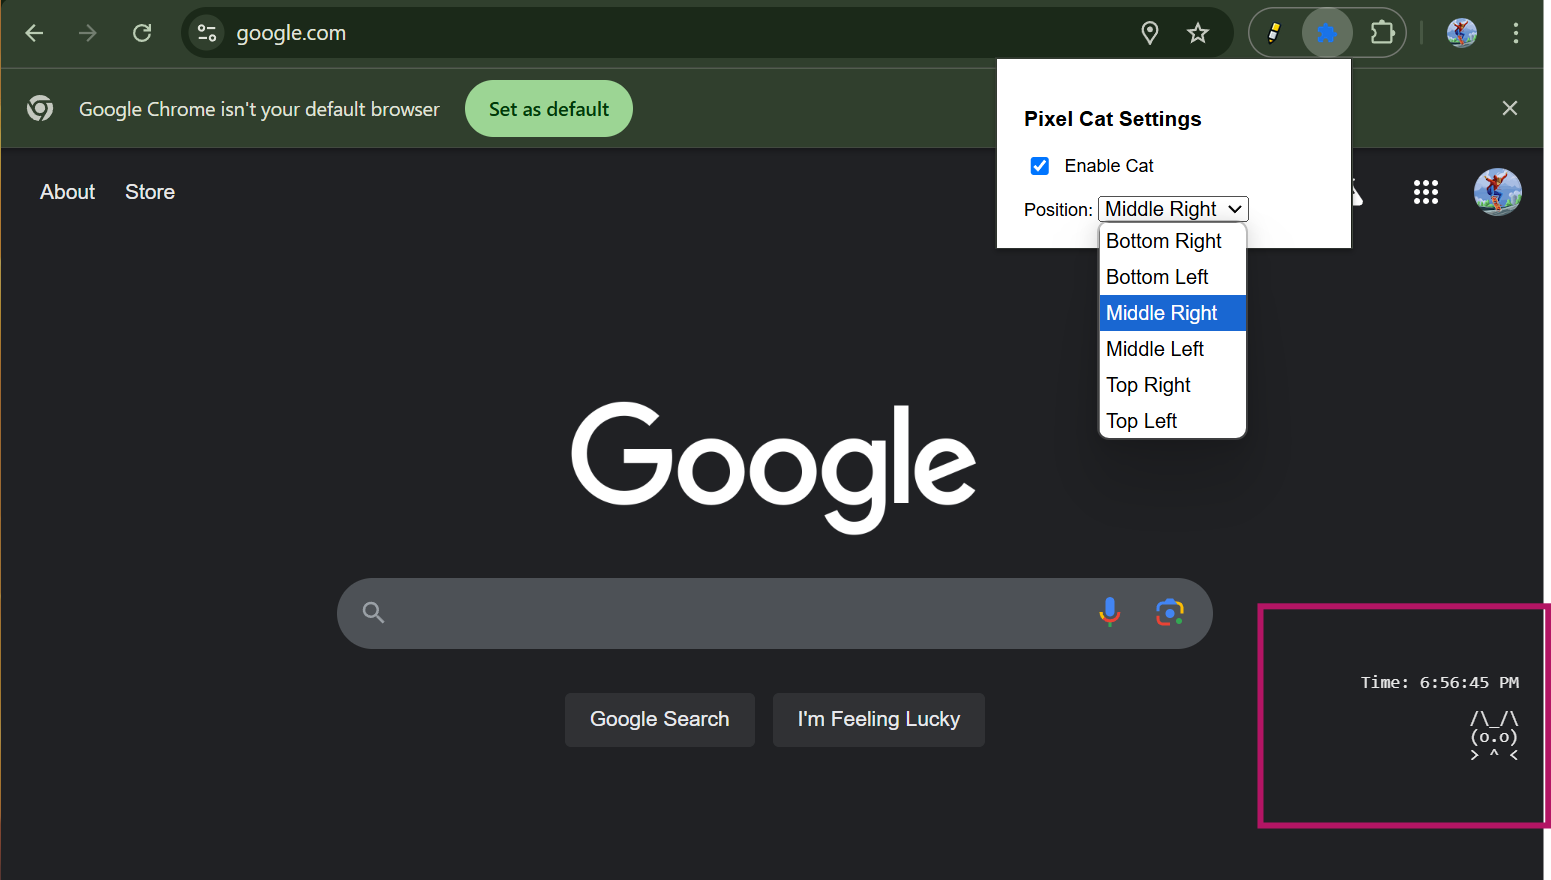 google.com
Google Chrome isn't your default browser
Set as default
Pixel Cat Settings
Enable Cat
Position: Middle Right
Bottom Right
Bottom Left
Middle Right
Middle Left
Top Right
Top Left
About Store
Google
Google Search I'm Feeling Lucky
Time: 6:56:45 PM
/\_/\
(o.o)
> ^ <